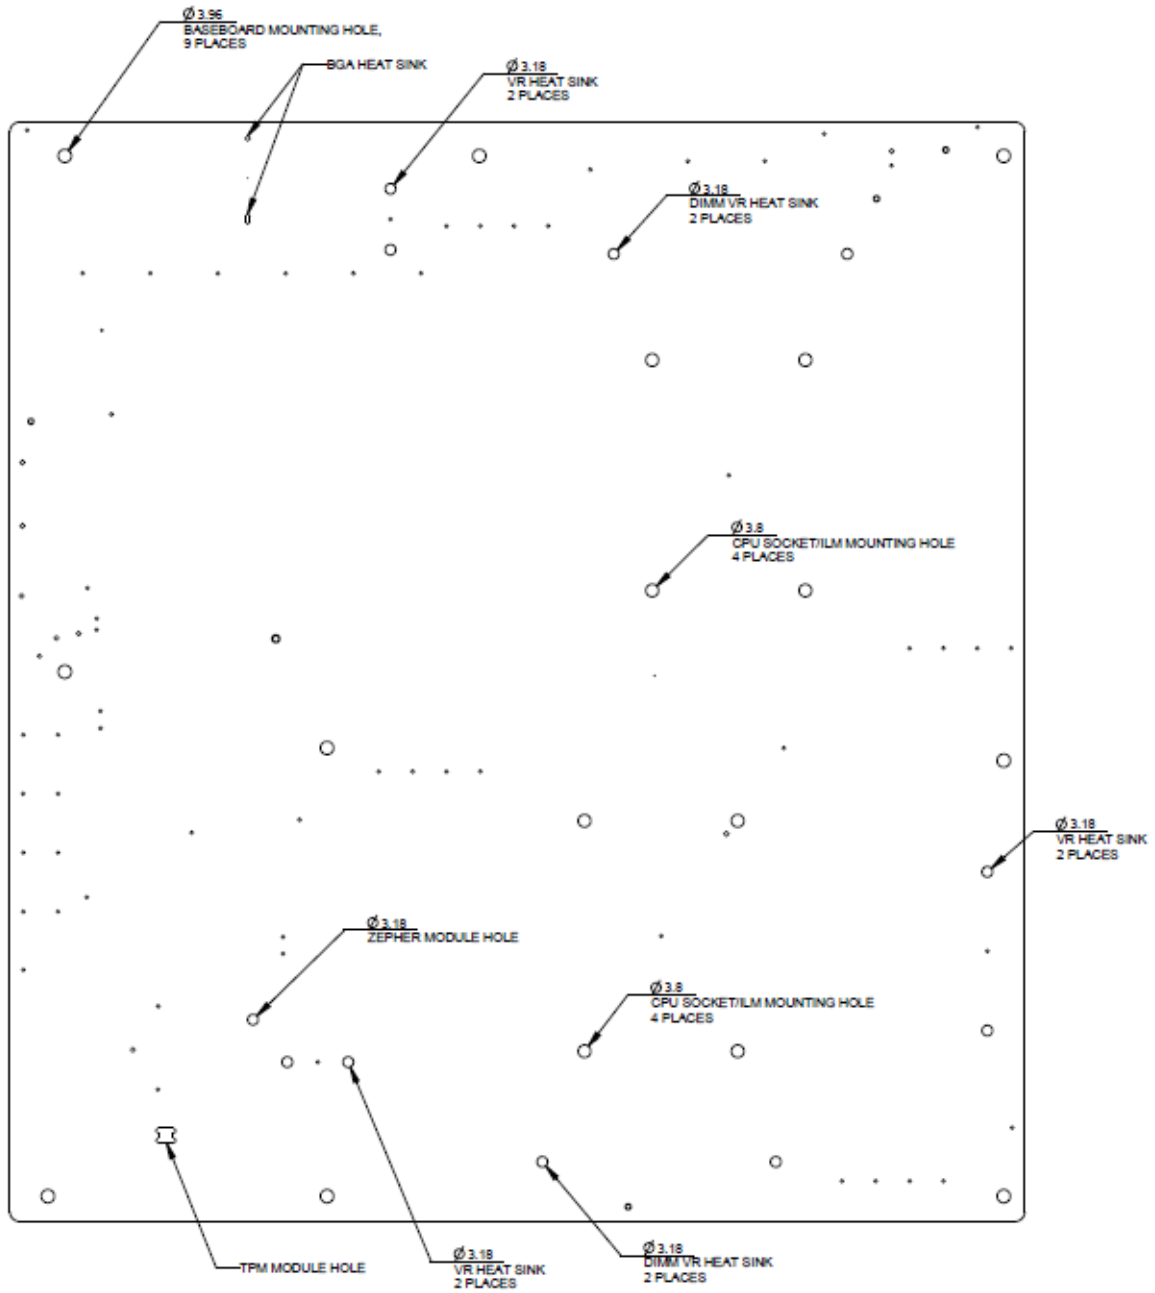 Ø 3.96
BASEBOARD MOUNTING HOLE,
9 PLACES
BGA HEAT SINK
Ø 3.18
VR HEAT SINK
2 PLACES
Ø 3.18
DIMM VR HEAT SINK
2 PLACES
Ø 3.8
CPU SOCKET/ILM MOUNTING HOLE
4 PLACES
Ø 3.18
VR HEAT SINK
2 PLACES
Ø 3.18
ZEPHER MODULE HOLE
Ø 3.8
CPU SOCKET/ILM MOUNTING HOLE
4 PLACES
TPM MODULE HOLE
Ø 3.18
VR HEAT SINK
2 PLACES
Ø 3.18
DIMM VR HEAT SINK
2 PLACES